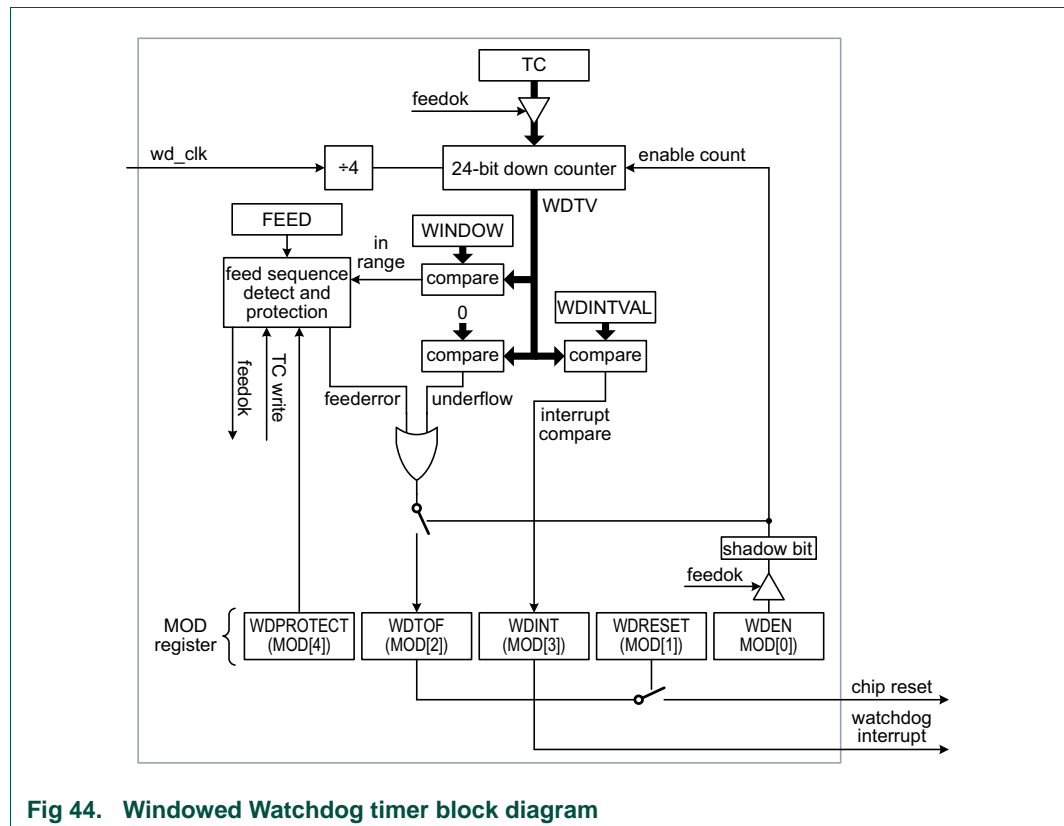 TC
feedok
wd_clk
÷4
24-bit down counter
enable count
WDTV
FEED
WINDOW
in
range
feed sequence
detect and
protection
compare
0
WDINTVAL
compare
compare
feedok
TC write
feederror
underflow
interrupt
compare
shadow bit
feedok
MOD
register
WDPROTECT
(MOD[4])
WDTOF
(MOD[2])
WDINT
(MOD[3])
WDRESET
(MOD[1])
WDEN
MOD[0])
chip reset
watchdog
interrupt
Fig 44. Windowed Watchdog timer block diagram